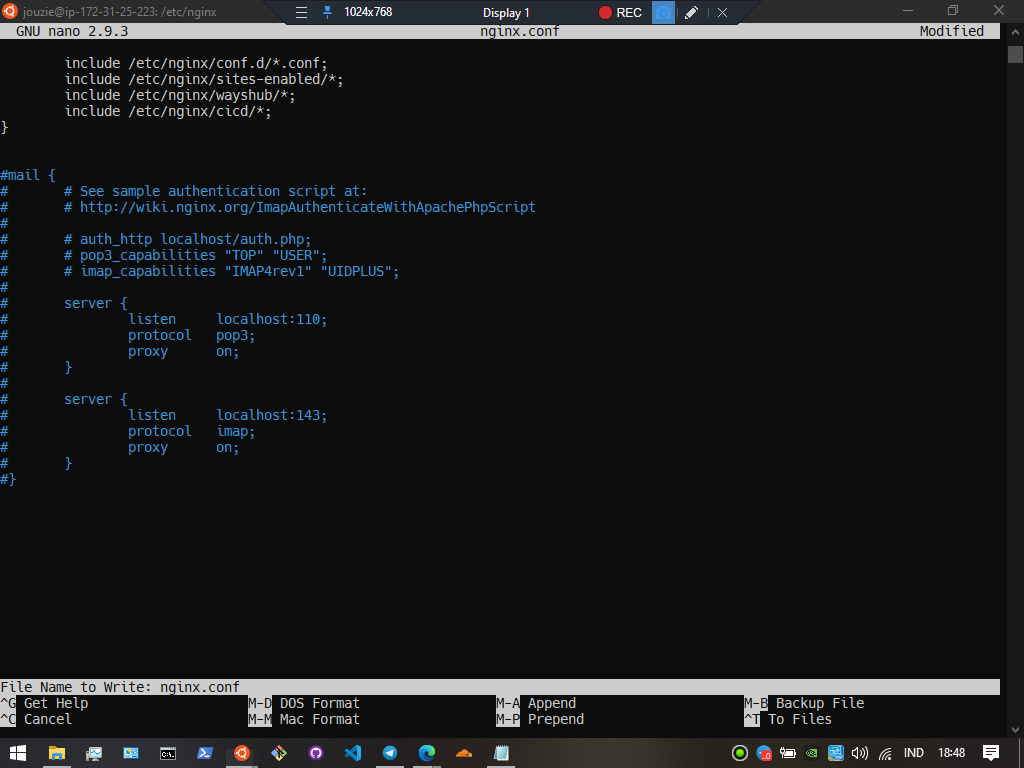 jouzie@ip-172-31-25-223: /etc/nginx
1024x768 Display 1 REC
GNU nano 2.9.3 nginx.conf Modified
include /etc/nginx/conf.d/*.conf;
include /etc/nginx/sites-enabled/*;
include /etc/nginx/wayshub/*;
include /etc/nginx/cicd/*;
}
#mail {
# # See sample authentication script at:
# # http://wiki.nginx.org/ImapAuthenticateWithApachePhpScript
#
# # auth_http localhost/auth.php;
# # pop3_capabilities "TOP" "USER";
# # imap_capabilities "IMAP4rev1" "UIDPLUS";
#
# server {
# listen localhost:110;
# protocol pop3;
# proxy on;
# }
#
# server {
# listen localhost:143;
# protocol imap;
# proxy on;
# }
#}
File Name to Write: nginx.conf
^G Get Help M-D DOS Format M-A Append M-B Backup File
^C Cancel M-M Mac Format M-P Prepend ^T To Files
IND 18:48